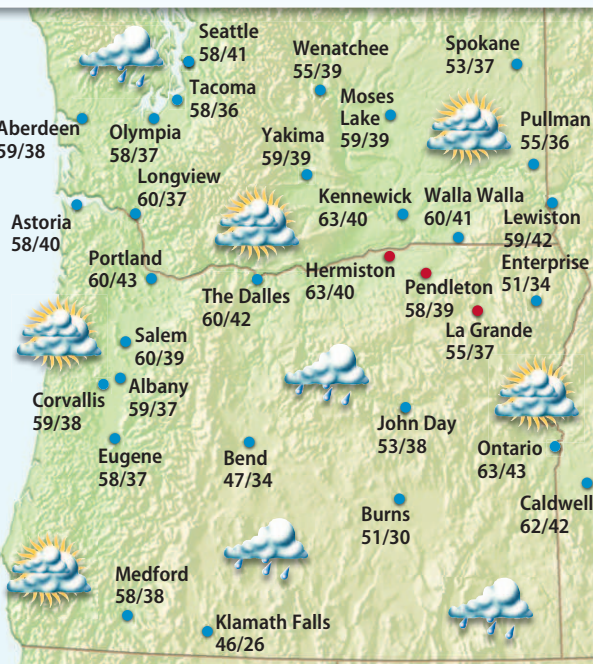 Seattle
58/41
Wenatchee
55/39
Spokane
53/37
Tacoma
58/36
Moses
Lake
59/39
Aberdeen
59/38
Olympia
58/37
Yakima
59/39
Pullman
55/36
Longview
60/37
Kennewick
63/40
Walla Walla
60/41
Lewiston
59/42
Astoria
58/40
Portland
60/43
The Dalles
60/42
Hermiston
63/40
Pendleton
58/39
Enterprise
51/34
La Grande
55/37
Salem
60/39
Albany
59/37
Corvallis
59/38
Eugene
58/37
Bend
47/34
John Day
53/38
Ontario
63/43
Caldwell
62/42
Burns
51/30
Medford
58/38
Klamath Falls
46/26